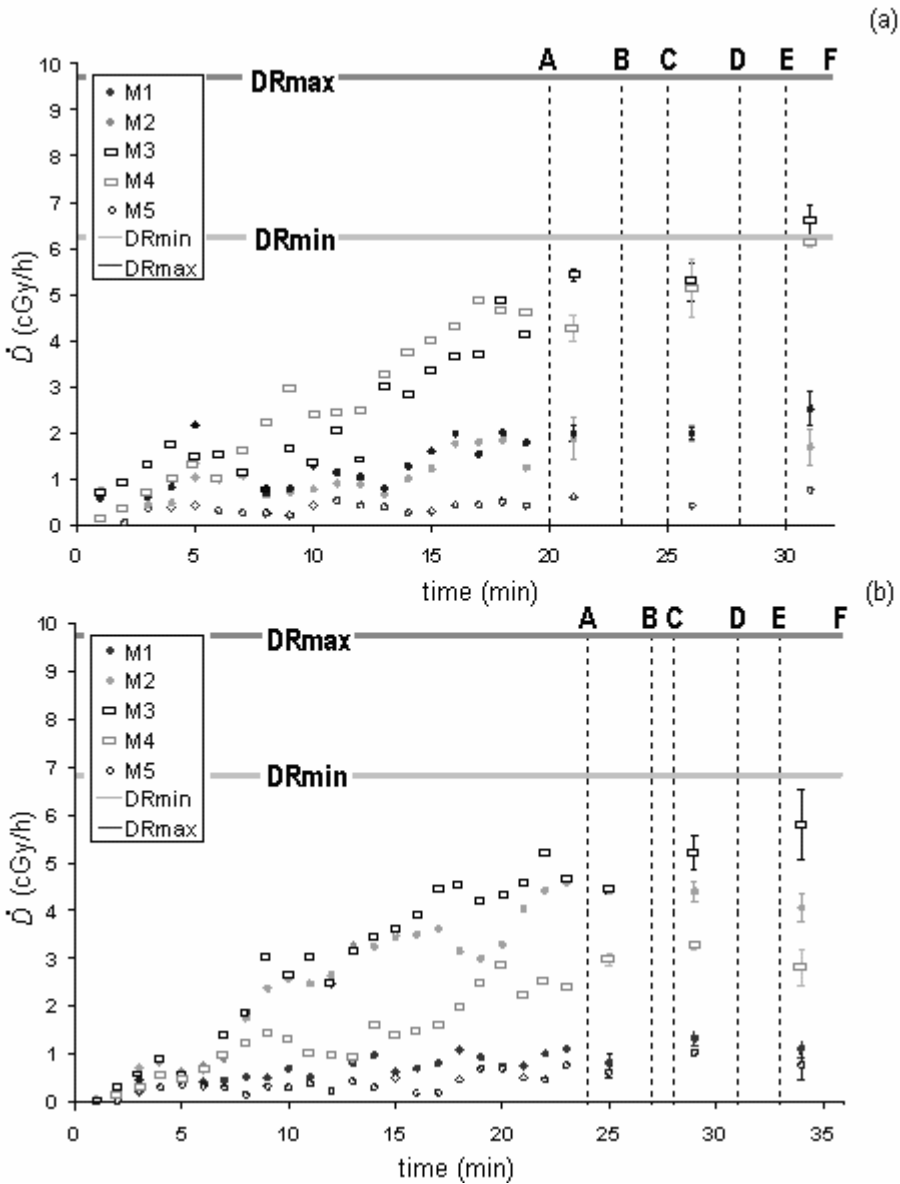 (a)
A B C D E F
10
9
8
7
6
5
4
3
2
1
0
DRmax
DRmin
M1
M2
M3
M4
M5
DRmin
DRmax
Ḋ (cGy/h)
0 5 10 15 20 25 30
time (min)
(b)
A B C D E F
10
9
8
7
6
5
4
3
2
1
0
DRmax
DRmin
M1
M2
M3
M4
M5
DRmin
DRmax
Ḋ (cGy/h)
0 5 10 15 20 25 30 35
time (min)